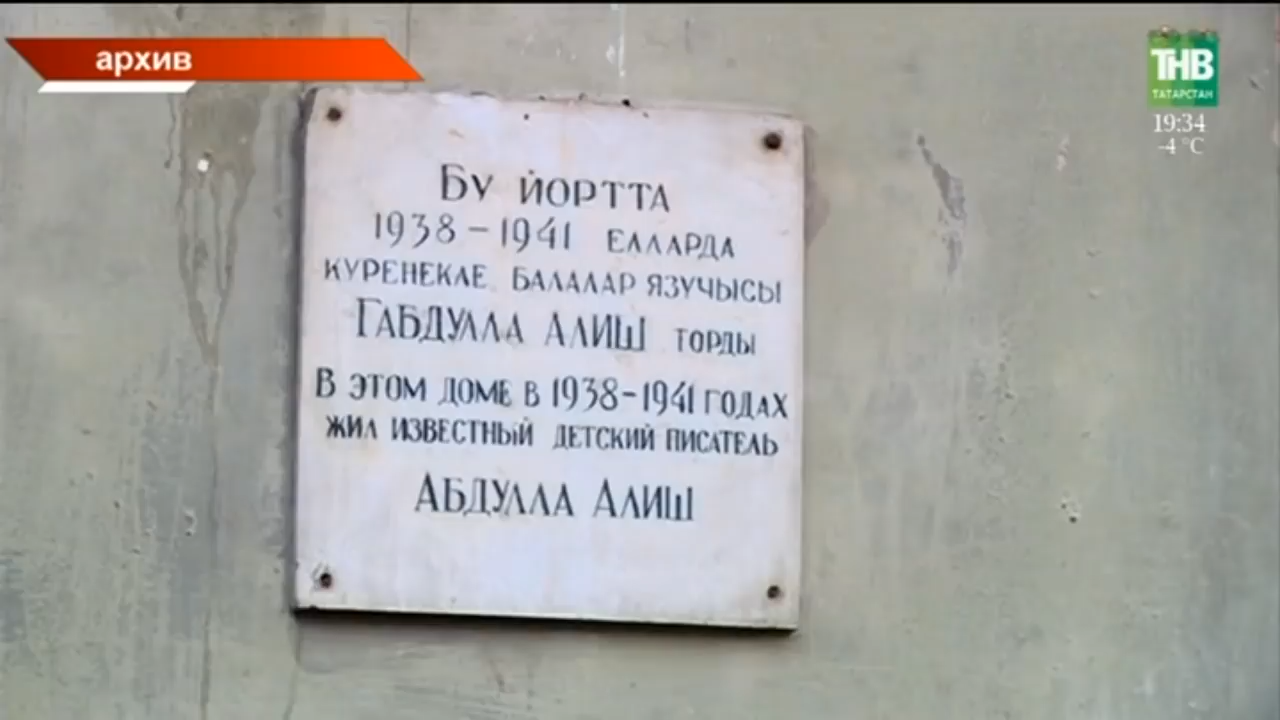 архив
ТНВ
ТАТАРСТАН
19:34
-4 °C
БУ ЙОРТТА
1938-1941 ЕЛЛАРДА
КУРЕНЕКЛЕ БАЛАЛАР ЯЗУЧЫСЫ
ГАБДУЛЛА АЛИШ ТОРДЫ
В ЭТОМ ДОМЕ В 1938-1941 ГОДАХ
ЖИЛ ИЗВЕСТНЫЙ ДЕТСКИЙ ПИСАТЕЛЬ
АБДУЛЛА АЛИШ